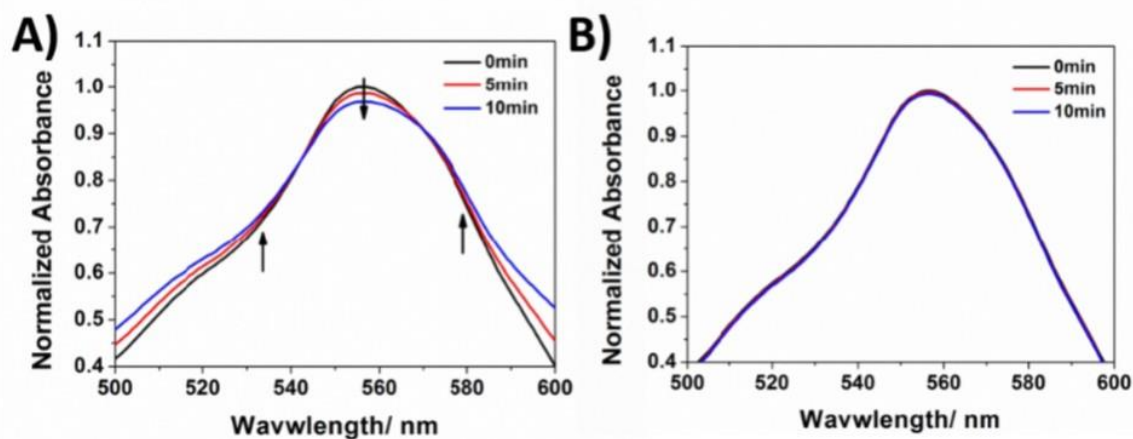 A)
Normalized Absorbance
1.1
1.0
0.9
0.8
0.7
0.6
0.5
0.4
0min
5min
10min
500 520 540 560 580 600
Wavwlength/ nm
B)
Normalized Absorbance
1.1
1.0
0.9
0.8
0.7
0.6
0.5
0.4
0min
5min
10min
500 520 540 560 580 600
Wavwlength/ nm